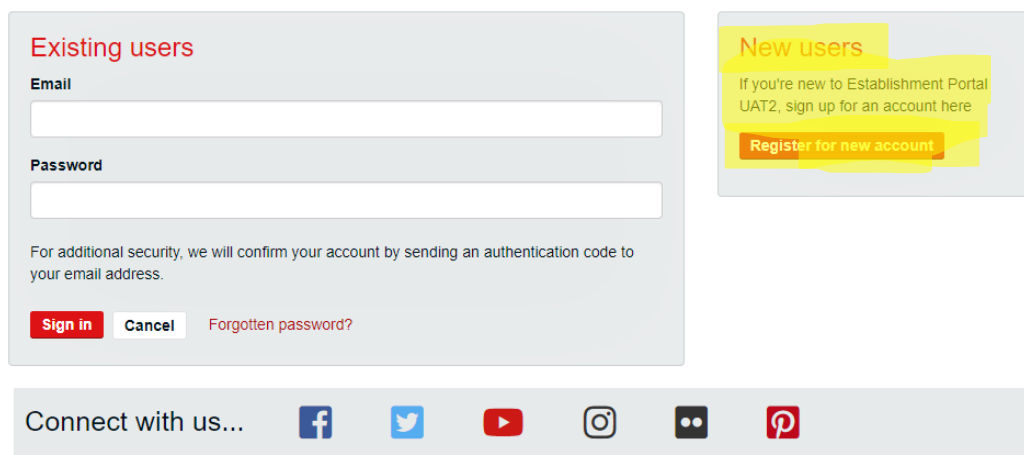 Existing users
Email
Password
For additional security, we will confirm your account by sending an authentication code to
your email address.
Sign in
Cancel
Forgotten password?
New users
If you're new to Establishment Portal
UAT2, sign up for an account here
Register for new account
Connect with us...